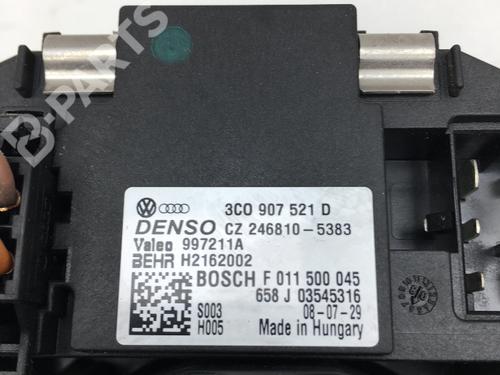 B-PARTS
3C0 907 521 D
DENSO CZ 246810-5383
Valeo 997211A
BEHR H2162002
BOSCH F 011 500 045
658 J 03545316
S003 08-07-29
H005 Made in Hungary